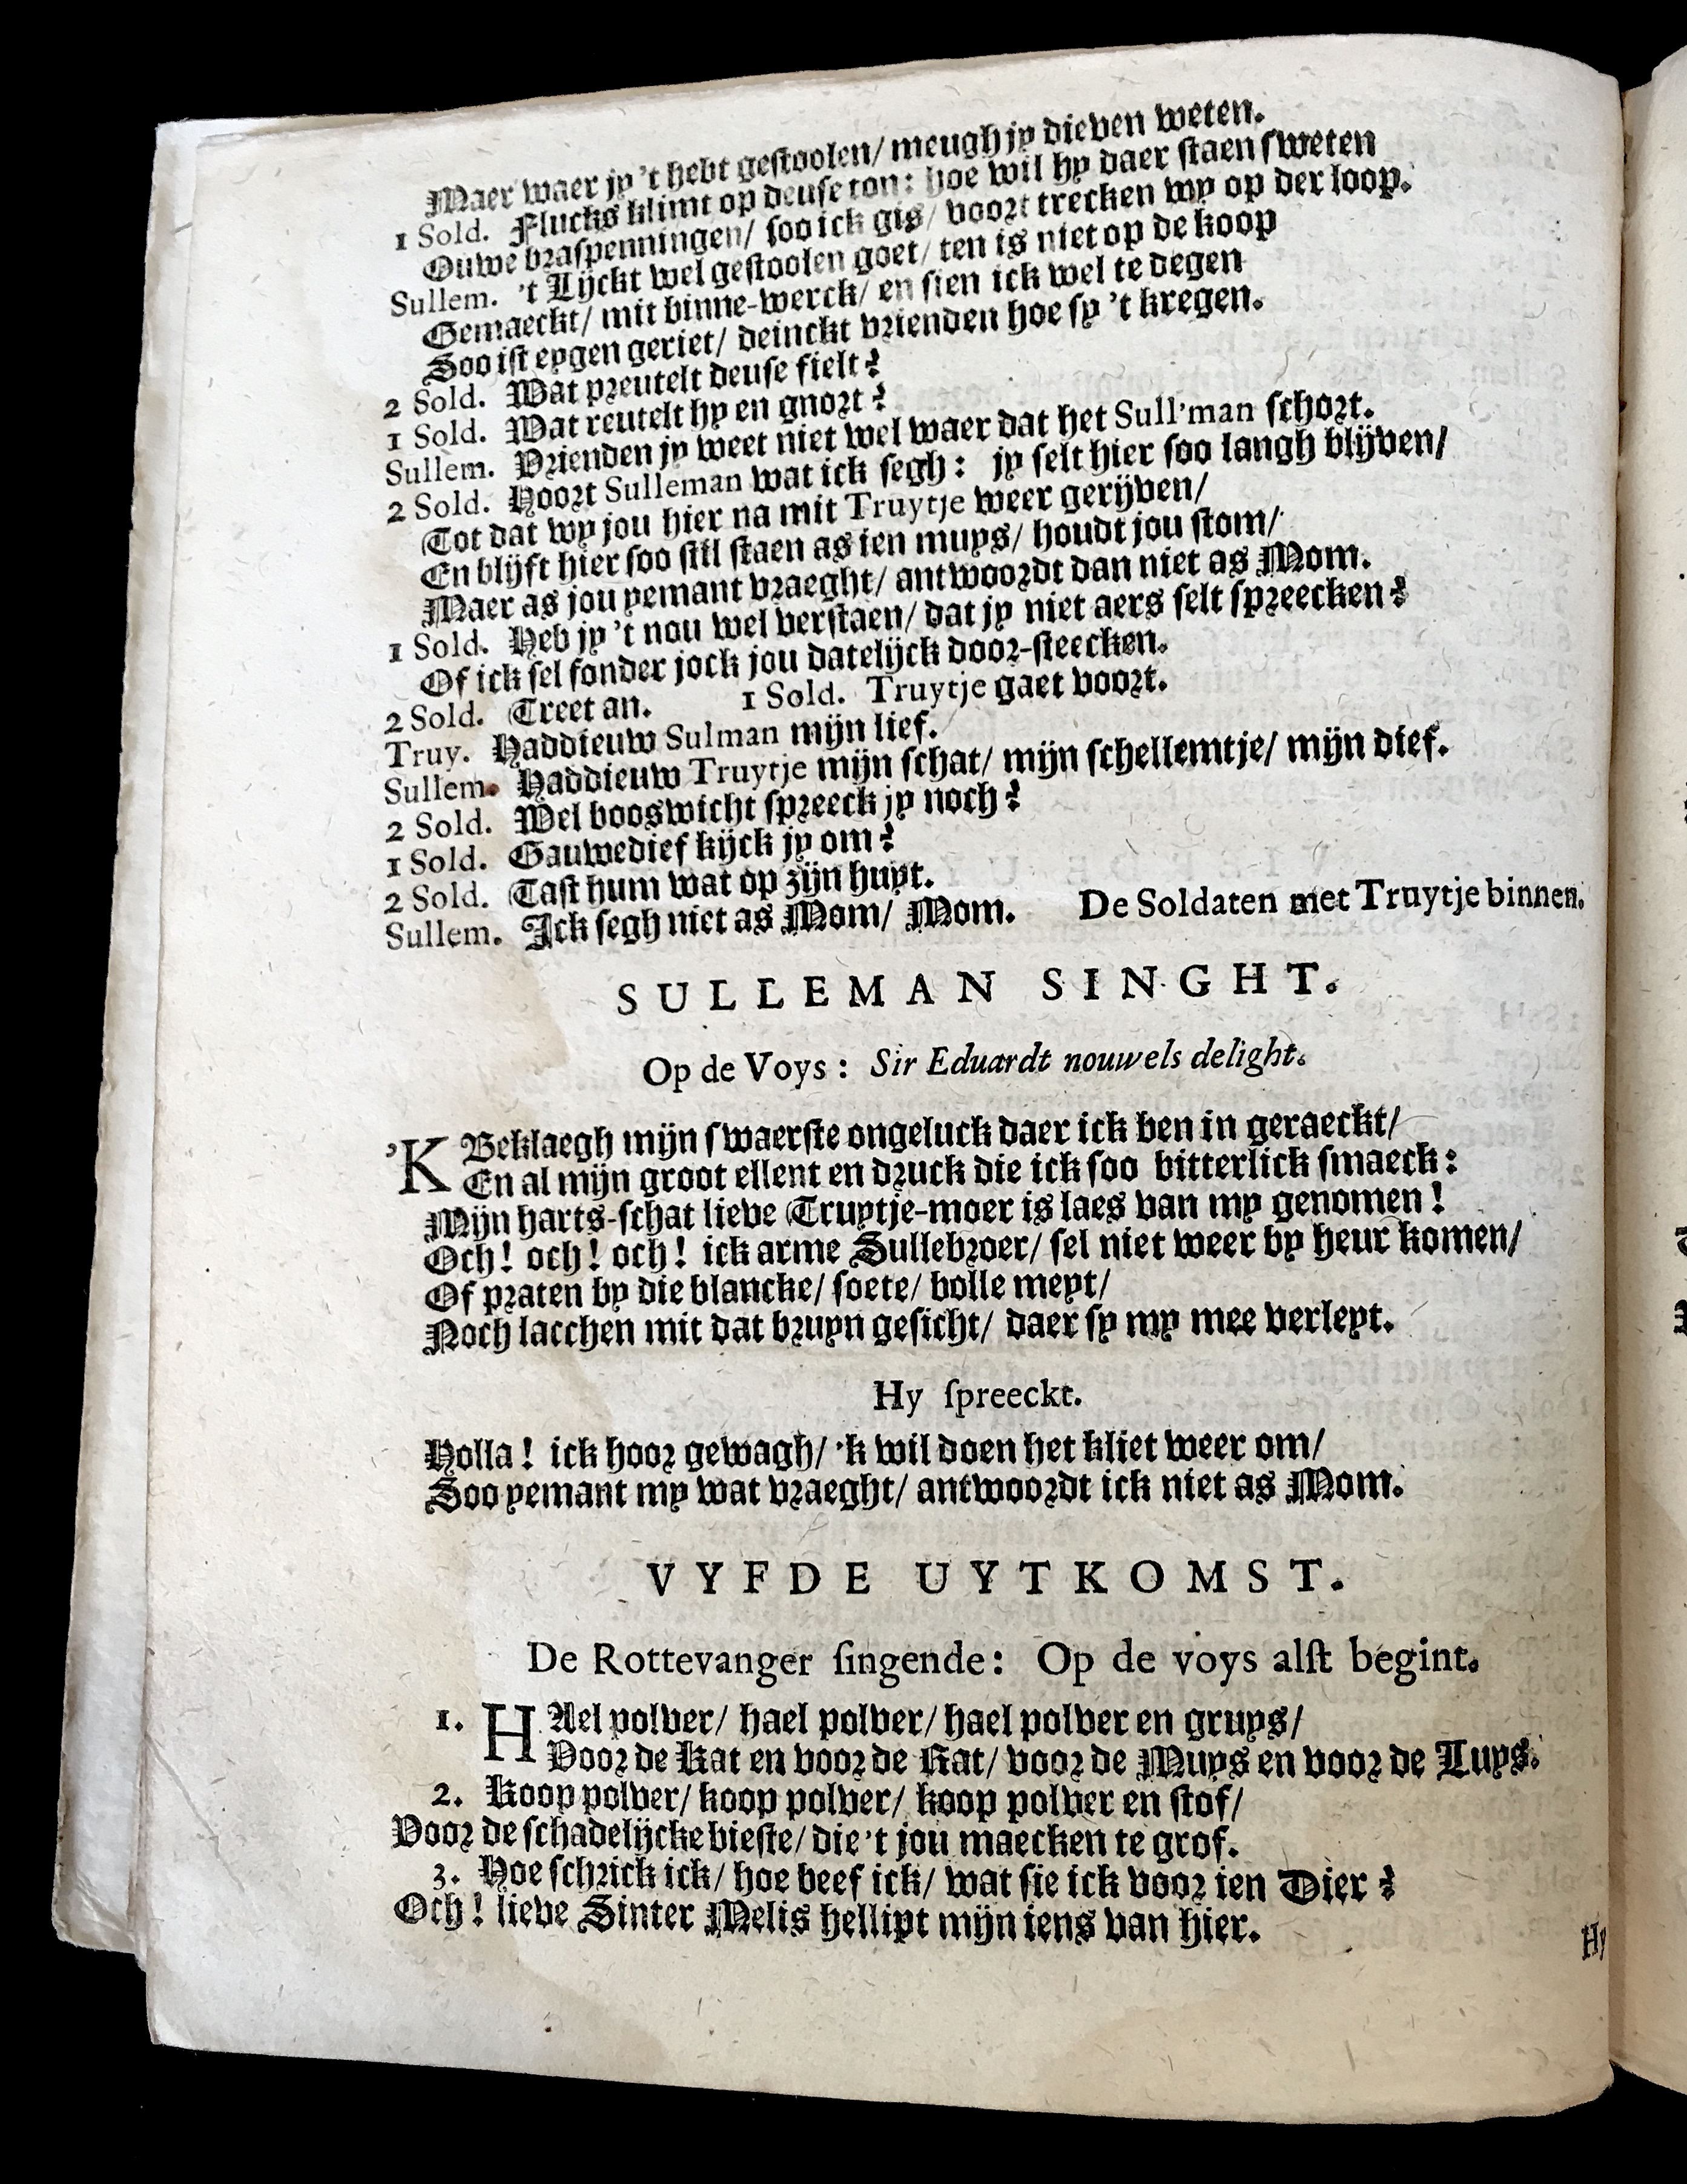 Maer waer jy 't hebt gestoolen/ meugh jy dieven weten.
1 Sold. Flucks klimt op deuse ton: hoe wil hy daer staen sweten
Ouwe braspenningen/ soo ick gis/ voort trecken wy op der loop.
Sullem. 't Lijckt wel gestoolen goet/ ten is niet op de koop
Gemaeckt/ mit binne-werck/ en sien ick wel te degen
Soo ist eygen geriet/ deinckt vrienden hoe sy 't kregen.
2 Sold. Wat preutelt deuse fielt?
1 Sold. Wat reutelt hy en gnort?
Sullem. Vrienden jy weet niet wel waer dat het Sull'man schort.
2 Sold. Hoort Sulleman wat ick segh: jy selt hier soo langh blijven/
Tot dat wy jou hier na mit Truytje weer gerijven/
En blijft hier soo stil staen as ien muys/ houdt jou stom/
Maer as jou yemant vraeght/ antwoordt dan niet as Mom.
1 Sold. Heb jy 't nou wel verstaen/ dat jy niet aers selt spreecken?
Of ick sel sonder jock jou datelijck door-steecken.
2 Sold. Treet an. 1 Sold. Truytje gaet voort.
Truy. Haddieuw Sulman mijn lief.
Sullem. Haddieuw Truytje mijn schat/ mijn schellemtje/ mijn dief.
2 Sold. Wel booswicht spreeck jy noch?
1 Sold. Gauwedief kijck jy om?
2 Sold. Tast hum wat op zijn huyt.
Sullem. Ick segh niet as Mom/ Mom. De Soldaten met Truytje binnen.
SULLEMAN SINGHT.
Op de Voys: Sir Eduardt nouwels delight.
'K Beklaegh mijn swaerste ongeluck daer ick ben in geraeckt/
En al mijn groot ellent en druck die ick soo bitterlick smaeck:
Mijn harts-schat lieve Truytje-moer is laes van my genomen!
Och! och! och! ick arme Sullebroer/ sel niet weer by heur komen/
Of praten by die blancke/ soete/ bolle meyt/
Noch lacchen mit dat bruyn gesicht/ daer sy my mee verleyt.
Hy spreeckt.
Holla! ick hoor gewagh/ 'k wil doen het kliet weer om/
Soo yemant my wat vraeght/ antwoordt ick niet as Mom.
VYFDE UYTKOMST.
De Rottevanger singende: Op de voys alst begint.
1. HAel polver/ hael polver/ hael polver en gruys/
Voor de Kat en voor de Rat/ voor de Muys en voor de Luys.
2. Koop polver/ koop polver/ koop polver en stof/
Voor de schadelijcke bieste/ die 't jou maecken te grof.
3. Hoe schrick ick/ hoe beef ick/ wat sie ick voor ien Dier?
Och! lieve Sinter Melis hellipt mijn iens van hier.
Hy